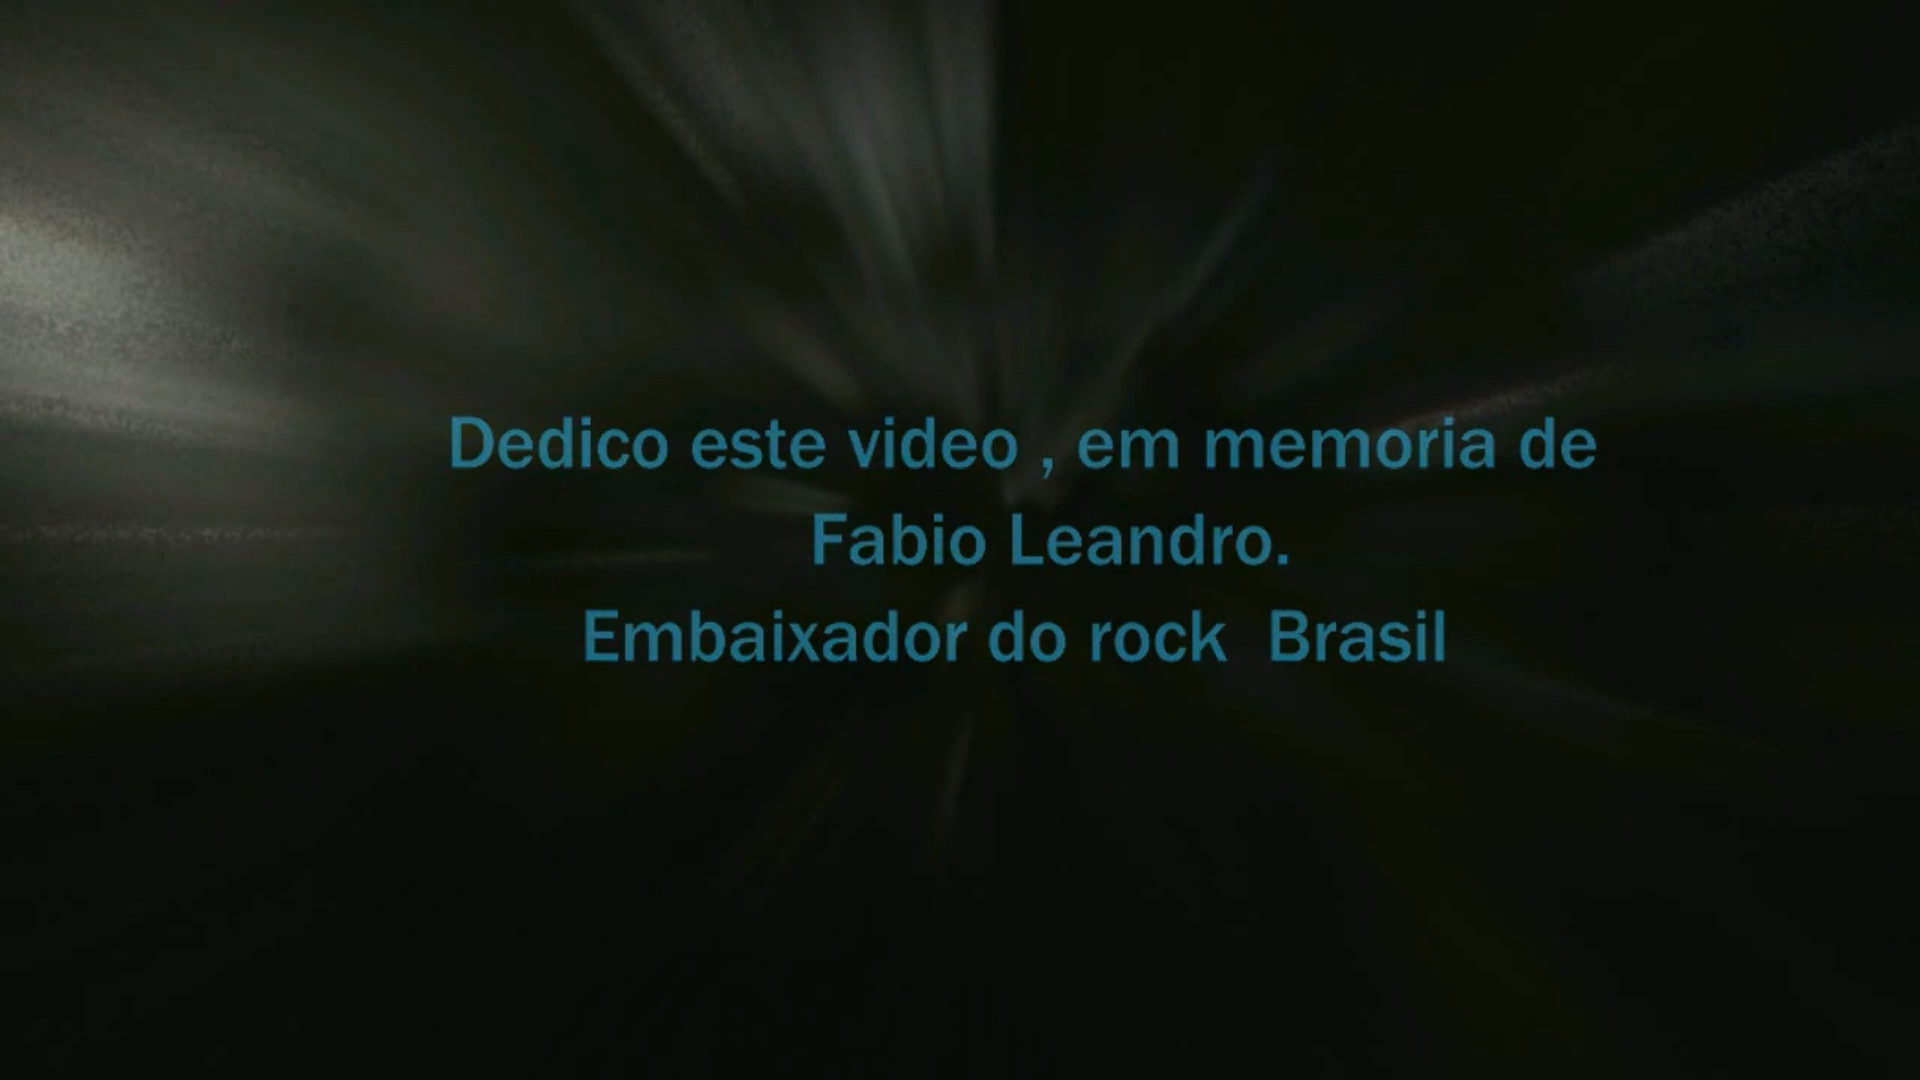 Dedico este video , em memoria de
Fabio Leandro.
Embaixador do rock  Brasil